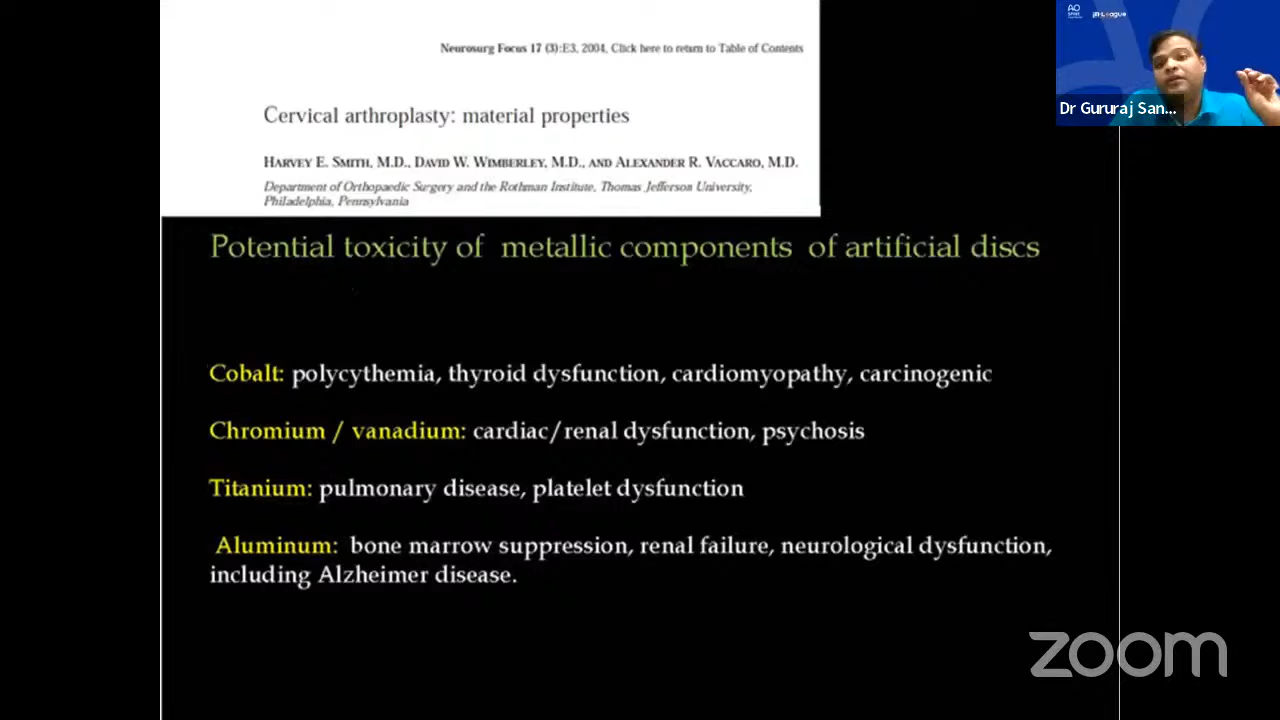 Neurosurg Focus 17 (3):E3, 2004, Click here to return to Table of Contents
AO
SPINE
Dr Gururaj San...
Cervical arthroplasty: material properties
HARVEY E. SMITH, M.D., DAVID W. WIMBERLEY, M.D., AND ALEXANDER R. VACCARO, M.D.
Department of Orthopaedic Surgery and the Rothman Institute, Thomas Jefferson University,
Philadelphia, Pennsylvania
Potential toxicity of metallic components of artificial discs
Cobalt: polycythemia, thyroid dysfunction, cardiomyopathy, carcinogenic
Chromium / vanadium: cardiac/renal dysfunction, psychosis
Titanium: pulmonary disease, platelet dysfunction
Aluminum: bone marrow suppression, renal failure, neurological dysfunction,
including Alzheimer disease.
zoom